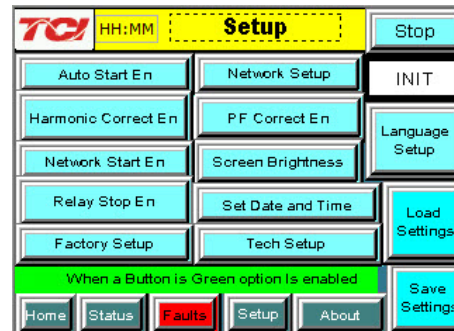 TCI HH:MM Setup Stop
Auto Start En Network Setup INIT
Harmonic Correct En PF Correct En
Language
Setup
Network Start En Screen Brightness
Relay Stop En Set Date and Time
Load
Settings
Factory Setup Tech Setup
When a Button is Green option Is enabled
Save
Settings
Home Status Faults Setup About